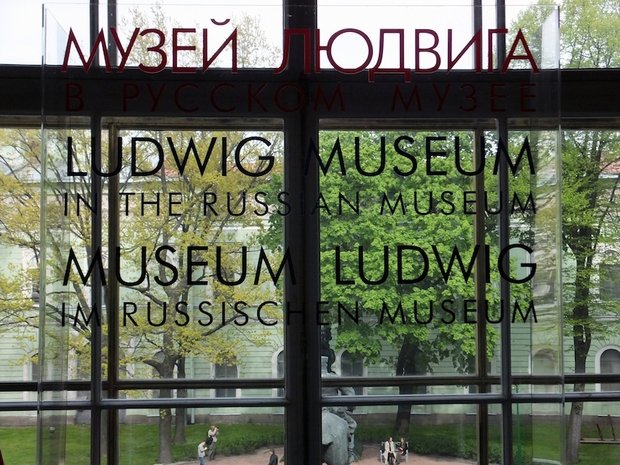 МУЗЕЙ ЛЮДВИГА
В РУССКОМ МУЗЕЕ
LUDWIG MUSEUM
IN THE RUSSIAN MUSEUM
MUSEUM LUDWIG
IM RUSSISCHEN MUSEUM